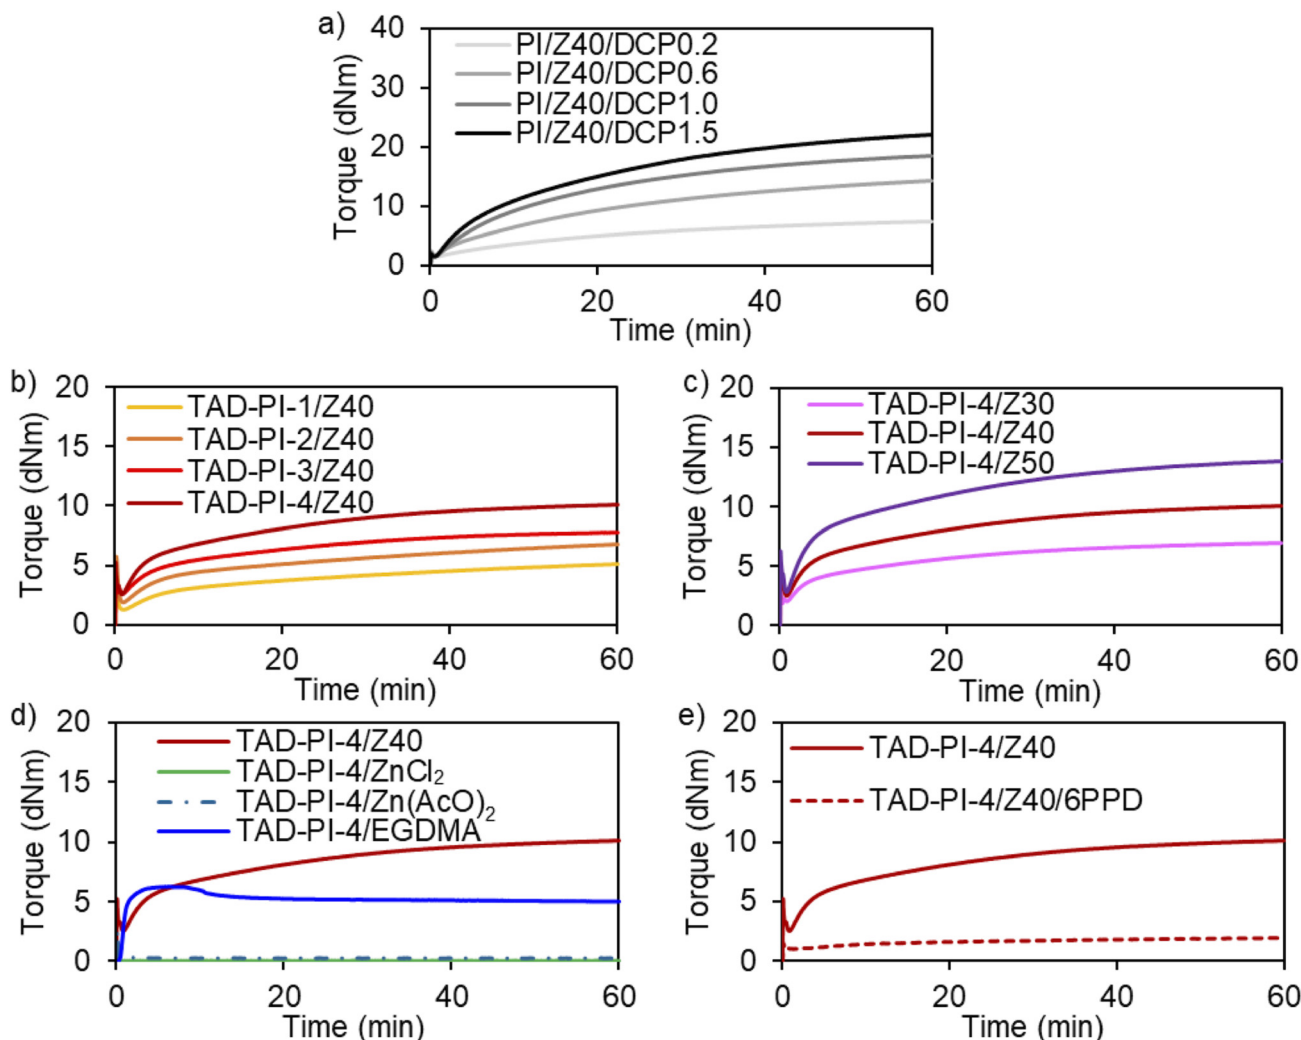 a)
40
30
20
10
0
Torque (dNm)
PI/Z40/DCP0.2
PI/Z40/DCP0.6
PI/Z40/DCP1.0
PI/Z40/DCP1.5
0 20 40 60
Time (min)
b)
20
15
10
5
0
Torque (dNm)
TAD-PI-1/Z40
TAD-PI-2/Z40
TAD-PI-3/Z40
TAD-PI-4/Z40
0 20 40 60
Time (min)
c)
20
15
10
5
0
Torque (dNm)
TAD-PI-4/Z30
TAD-PI-4/Z40
TAD-PI-4/Z50
0 20 40 60
Time (min)
d)
20
15
10
5
0
Torque (dNm)
TAD-PI-4/Z40
TAD-PI-4/ZnCl₂
TAD-PI-4/Zn(AcO)₂
TAD-PI-4/EGDMA
0 20 40 60
Time (min)
e)
20
15
10
5
0
Torque (dNm)
TAD-PI-4/Z40
TAD-PI-4/Z40/6PPD
0 20 40 60
Time (min)